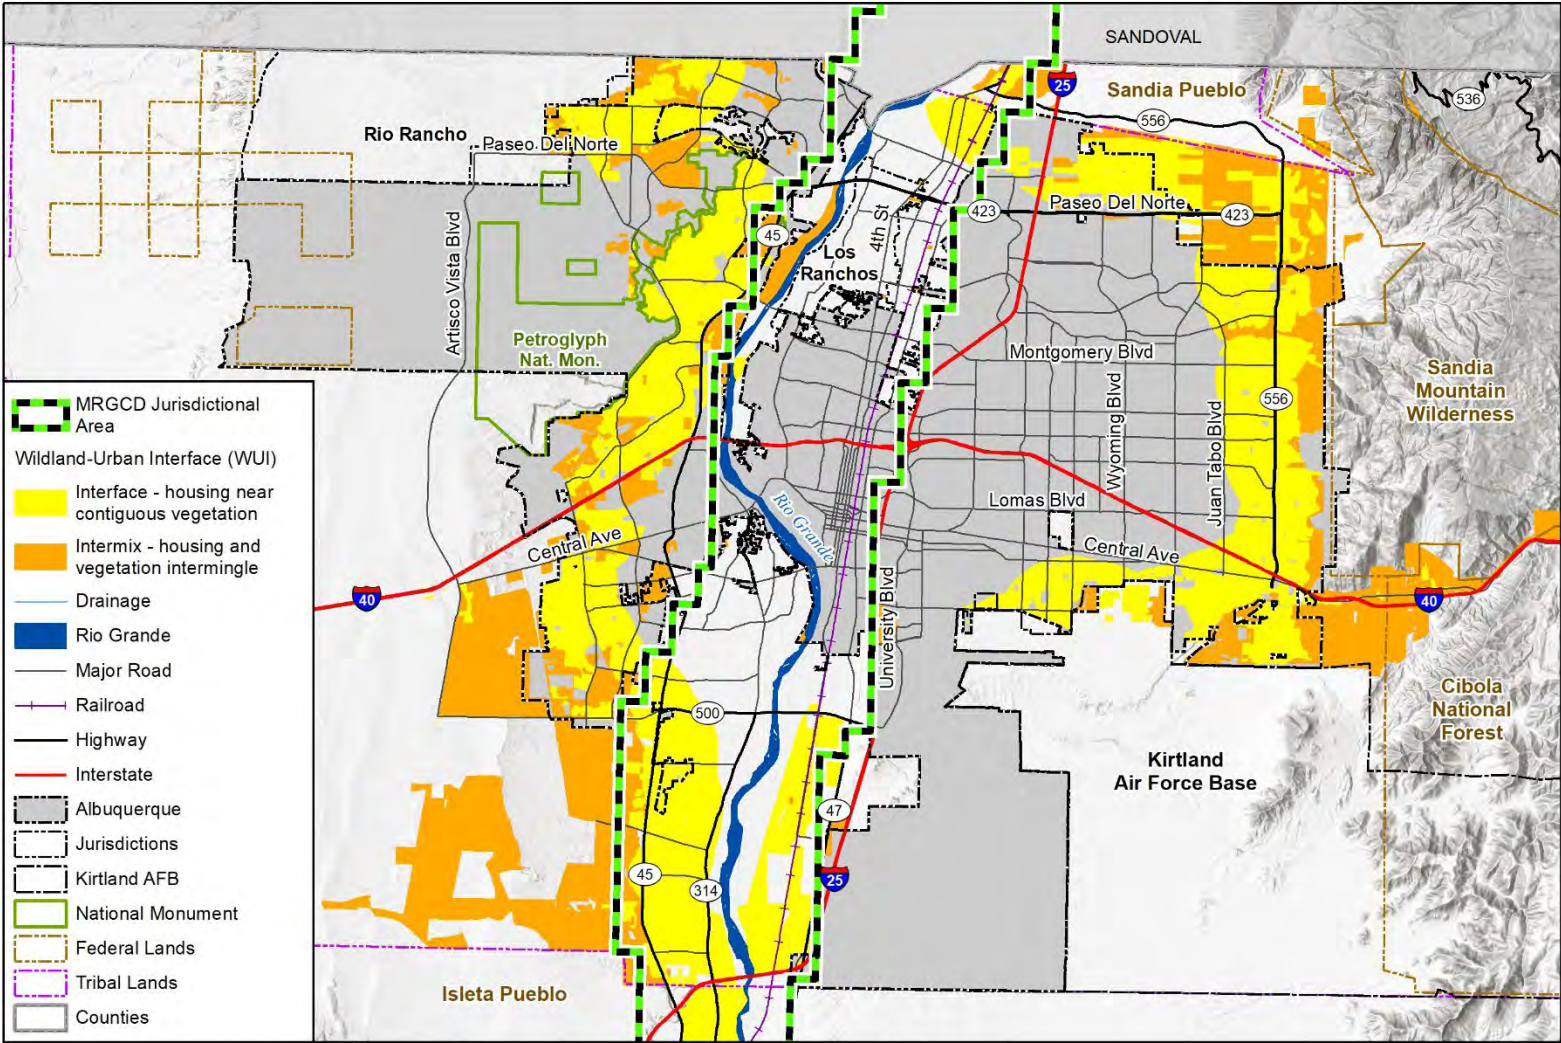 SANDOVAL
25
Sandia Pueblo
536
556
Rio Rancho
Paseo Del Norte
Paseo Del Norte
423
423
45
4th St
Los
Ranchos
Artisco Vista Blvd
Petroglyph
Nat. Mon.
Montgomery Blvd
Wyoming Blvd
Juan Tabo Blvd
556
Sandia
Mountain
Wilderness
Lomas Blvd
Rio Grande
Central Ave
Central Ave
40
40
University Blvd
500
Cibola
National
Forest
Kirtland
Air Force Base
47
45
314
25
Isleta Pueblo
MRGCD Jurisdictional
Area
Wildland-Urban Interface (WUI)
Interface - housing near
contiguous vegetation
Intermix - housing and
vegetation intermingle
Drainage
Rio Grande
Major Road
Railroad
Highway
Interstate
Albuquerque
Jurisdictions
Kirtland AFB
National Monument
Federal Lands
Tribal Lands
Counties